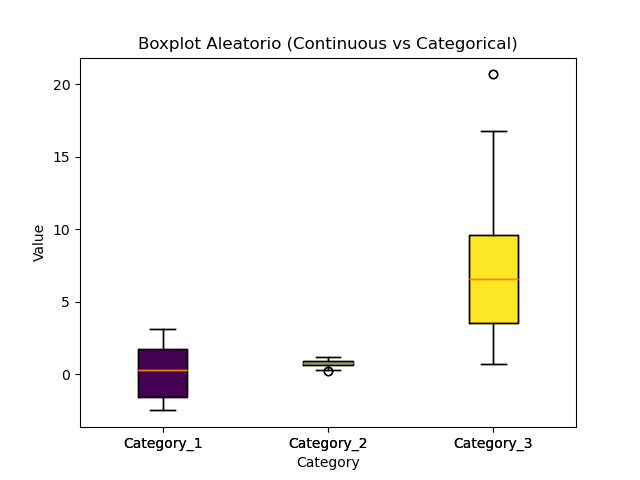 Boxplot Aleatorio (Continuous vs Categorical)
20
15
10
5
0
Value
Category_1 Category_2 Category_3
Category